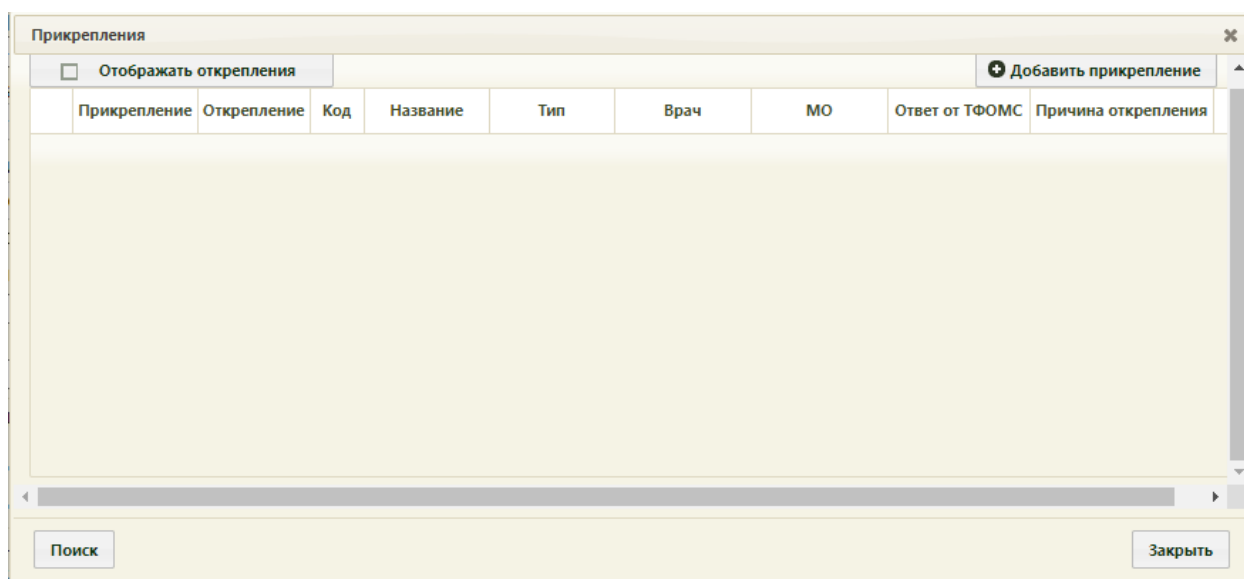 Прикрепления
Отображать открепления Добавить прикрепление
Прикрепление Открепление Код Название Тип Врач МО Ответ от ТФОМС Причина открепления
Поиск Закрыть